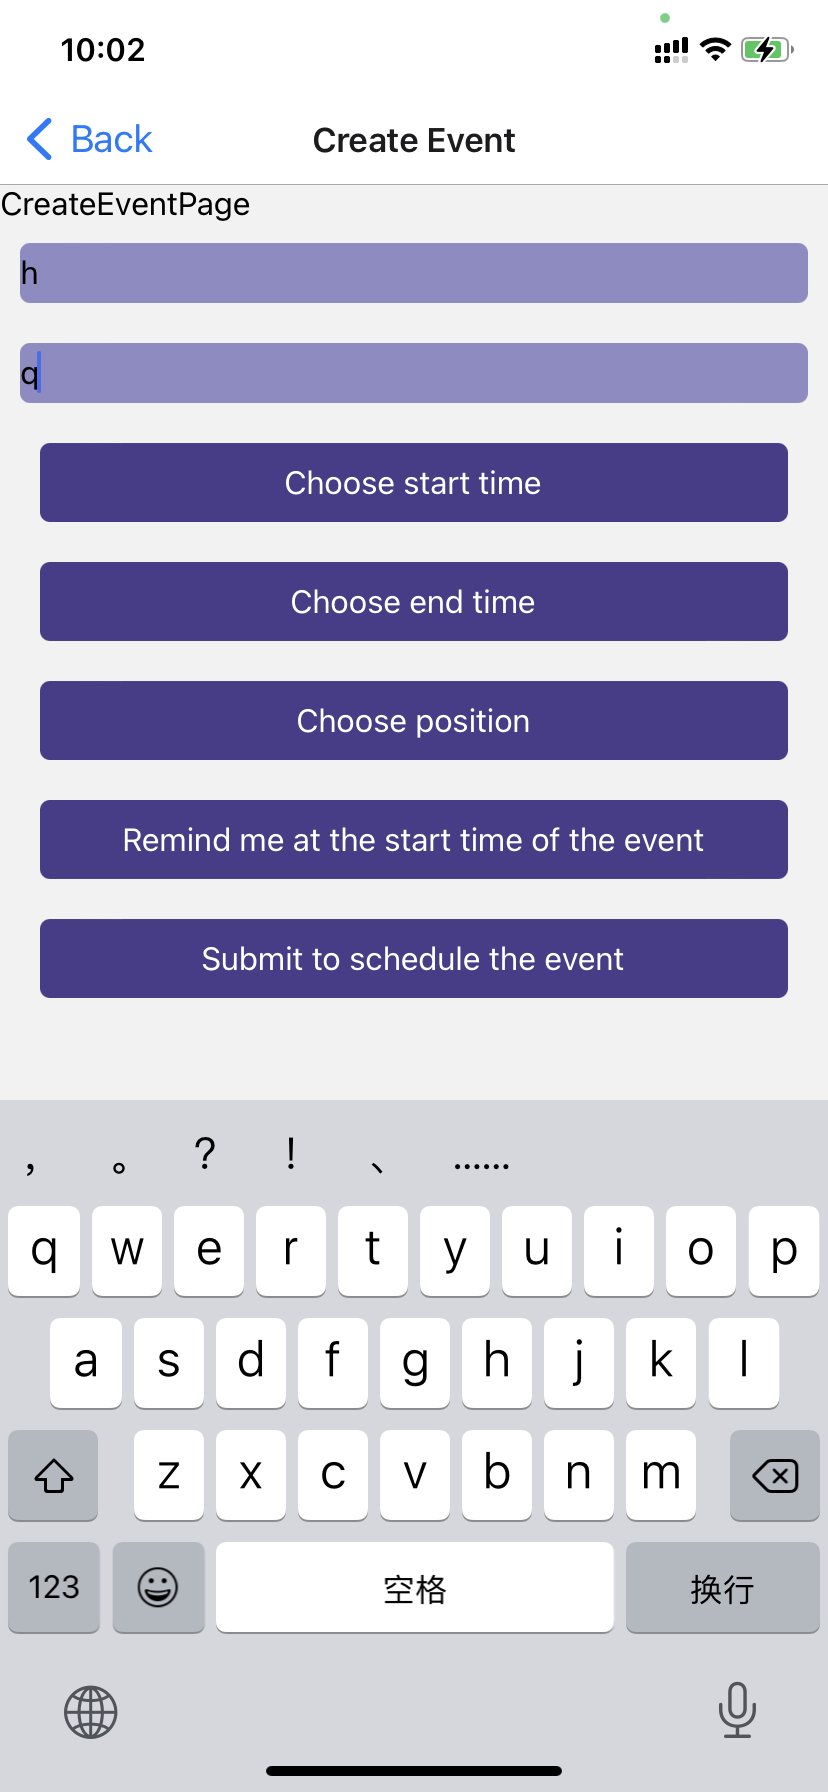 10:02
Back
Create Event
CreateEventPage
h
q
Choose start time
Choose end time
Choose position
Remind me at the start time of the event
Submit to schedule the event
， 。 ？ ！ 、 ……
q w e r t y u i o p
a s d f g h j k l
z x c v b n m
123 空格 换行